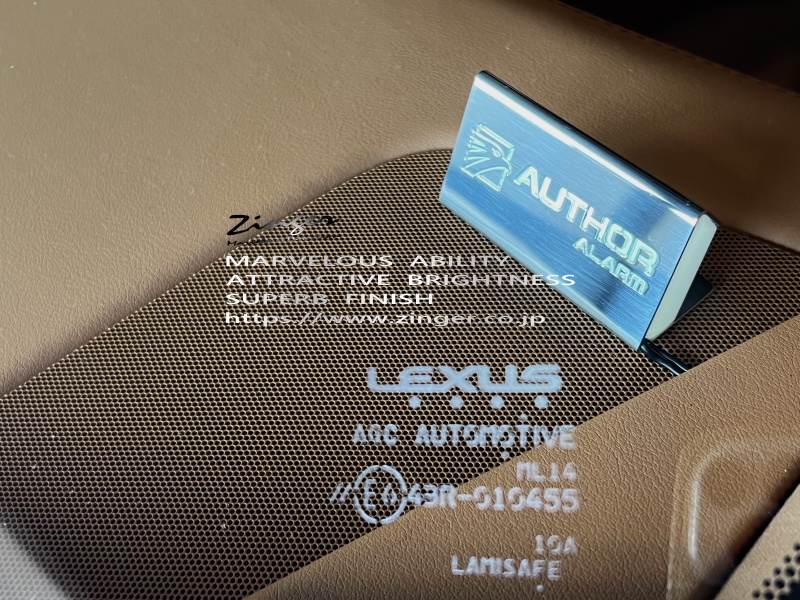 AUTHOR
ALARM
Zinger
MARVELOUS ABILITY
ATTRACTIVE BRIGHTNESS
SUPERB FINISH
https://www.zinger.co.jp
LEXUS
AGC AUTOMOTIVE
ML14
//E6 43R-010455
10A
LAMISAFE